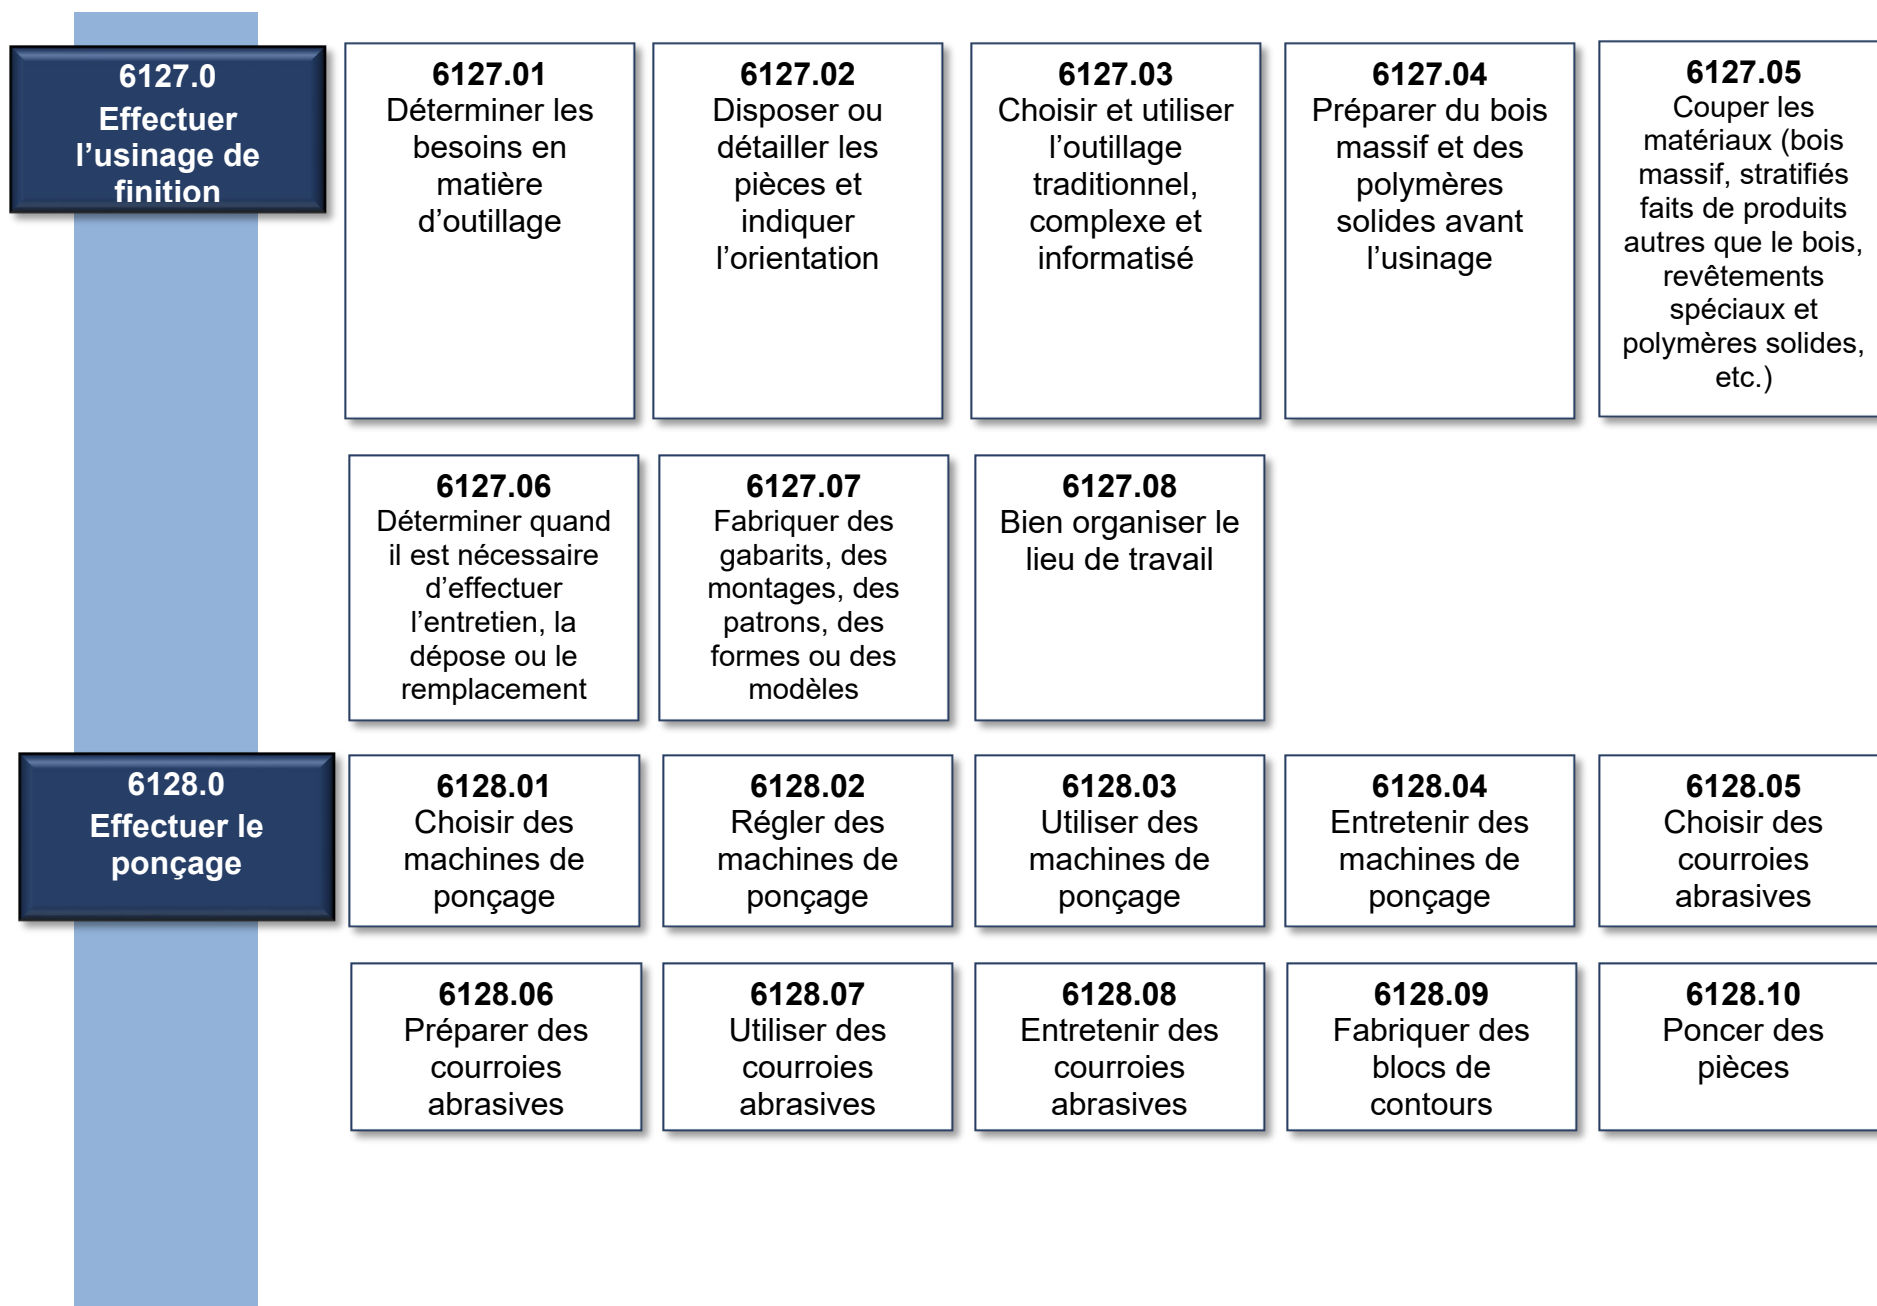 6127.0
Effectuer
l’usinage de
finition
6127.01
Déterminer les
besoins en
matière
d’outillage
6127.02
Disposer ou
détailler les
pièces et
indiquer
l’orientation
6127.03
Choisir et utiliser
l’outillage
traditionnel,
complexe et
informatisé
6127.04
Préparer du bois
massif et des
polymères
solides avant
l’usinage
6127.05
Couper les
matériaux (bois
massif, stratifiés
faits de produits
autres que le bois,
revêtements
spéciaux et
polymères solides,
etc.)
6127.06
Déterminer quand
il est nécessaire
d’effectuer
l’entretien, la
dépose ou le
remplacement
6127.07
Fabriquer des
gabarits, des
montages, des
patrons, des
formes ou des
modèles
6127.08
Bien organiser le
lieu de travail
6128.0
Effectuer le
ponçage
6128.01
Choisir des
machines de
ponçage
6128.02
Régler des
machines de
ponçage
6128.03
Utiliser des
machines de
ponçage
6128.04
Entretenir des
machines de
ponçage
6128.05
Choisir des
courroies
abrasives
6128.06
Préparer des
courroies
abrasives
6128.07
Utiliser des
courroies
abrasives
6128.08
Entretenir des
courroies
abrasives
6128.09
Fabriquer des
blocs de
contours
6128.10
Poncer des
pièces